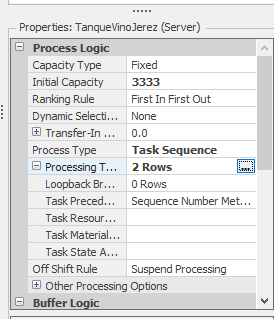 Properties: TanqueVinoJerez (Server)
Process Logic
Capacity Type Fixed
Initial Capacity 3333
Ranking Rule First In First Out
Dynamic Selecti... None
Transfer-In ... 0.0
Process Type Task Sequence
Processing T... 2 Rows ...
Loopback Br... 0 Rows
Task Preced... Sequence Number Met...
Task Resour...
Task Material...
Task State A...
Off Shift Rule Suspend Processing
Other Processing Options
Buffer Logic